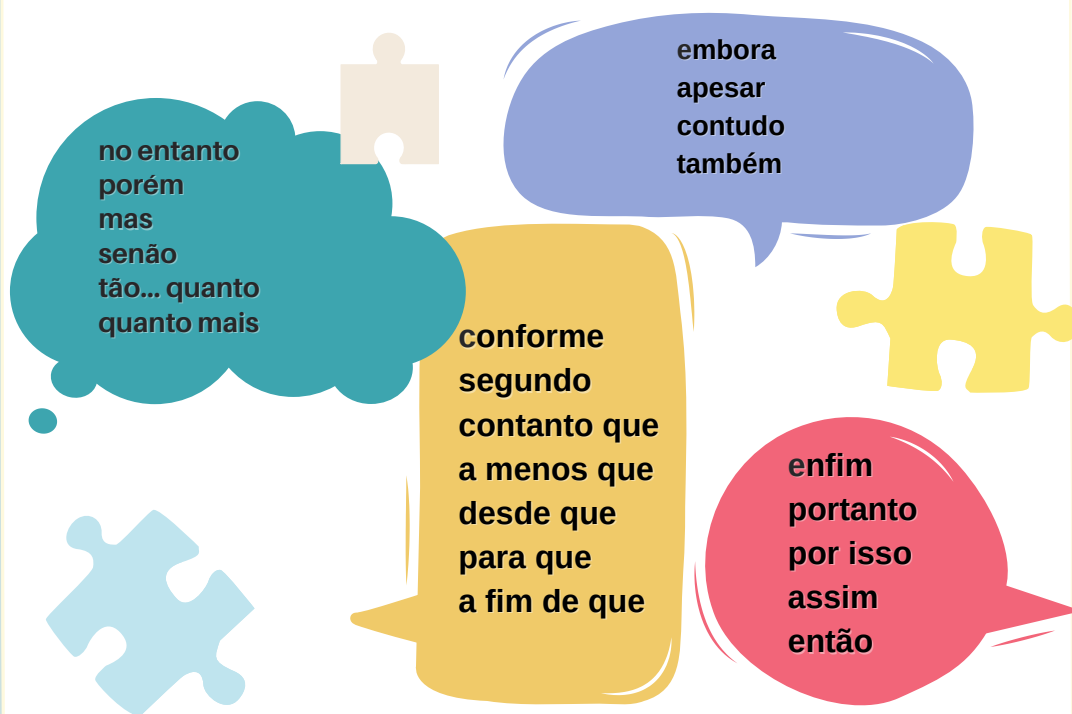 no entanto
porém
mas
senão
tão... quanto
quanto mais
embora
apesar
contudo
também
conforme
segundo
contanto que
a menos que
desde que
para que
a fim de que
enfim
portanto
por isso
assim
então